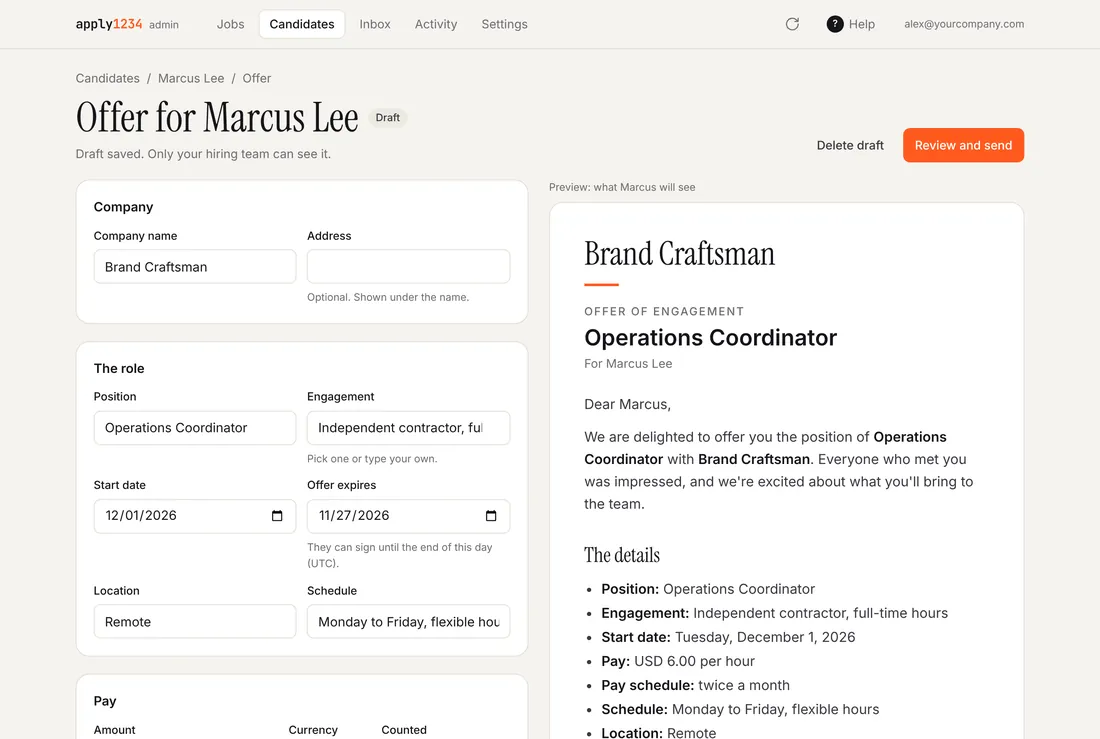 apply1234 admin Jobs Candidates Inbox Activity Settings ? Help alex@yourcompany.com
Candidates / Marcus Lee / Offer
Offer for Marcus Lee Draft
Draft saved. Only your hiring team can see it.
Delete draft Review and send
Company
Company name Address
Brand Craftsman
Optional. Shown under the name.
The role
Position Engagement
Operations Coordinator Independent contractor, ful
Pick one or type your own.
Start date Offer expires
12/01/2026 11/27/2026
They can sign until the end of this day
(UTC).
Location Schedule
Remote Monday to Friday, flexible hou
Pay
Amount Currency Counted
Preview: what Marcus will see
Brand Craftsman
OFFER OF ENGAGEMENT
Operations Coordinator
For Marcus Lee
Dear Marcus,
We are delighted to offer you the position of Operations
Coordinator with Brand Craftsman. Everyone who met you
was impressed, and we're excited about what you'll bring to
the team.
The details
• Position: Operations Coordinator
• Engagement: Independent contractor, full-time hours
• Start date: Tuesday, December 1, 2026
• Pay: USD 6.00 per hour
• Pay schedule: twice a month
• Schedule: Monday to Friday, flexible hours
• Location: Remote